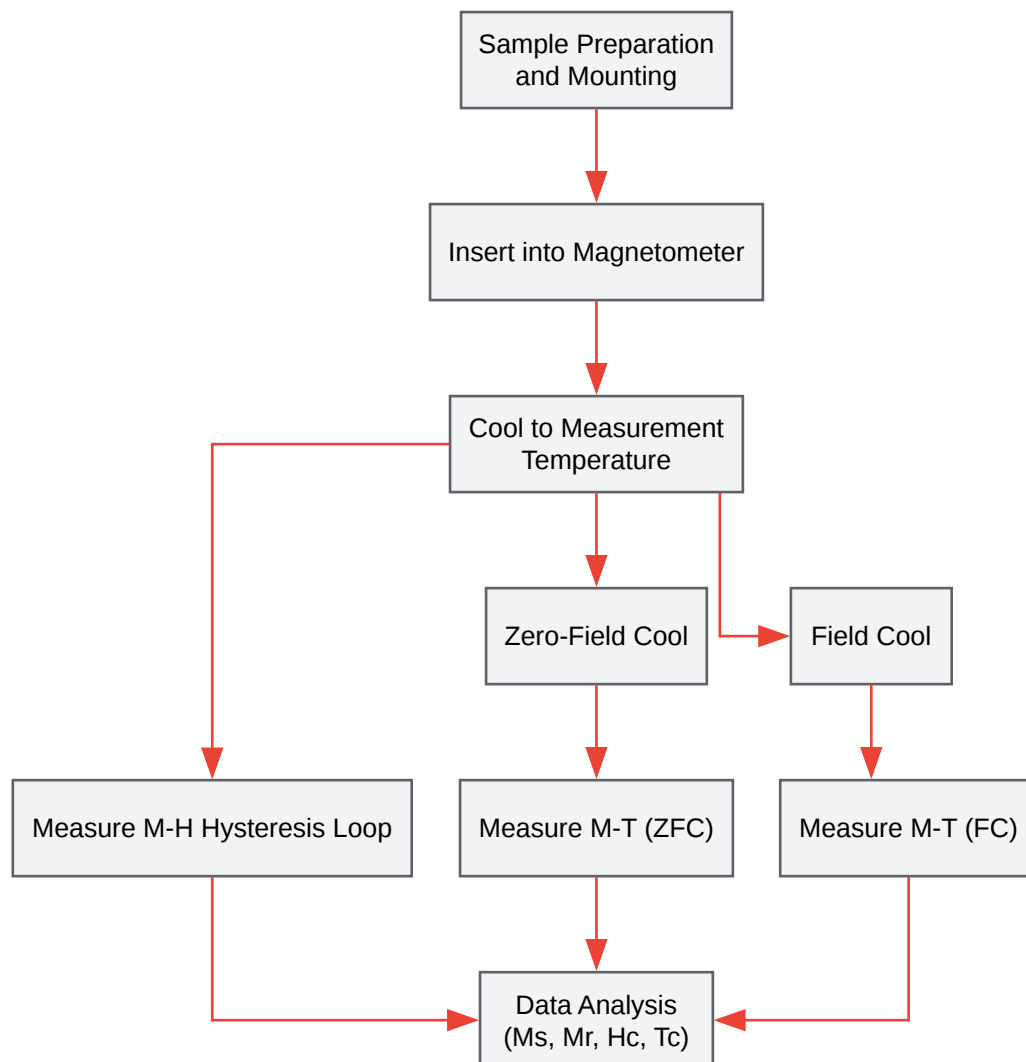 Sample Preparation
and Mounting
Insert into Magnetometer
Cool to Measurement
Temperature
Zero-Field Cool
Field Cool
Measure M-H Hysteresis Loop
Measure M-T (ZFC)
Measure M-T (FC)
Data Analysis
(Ms, Mr, Hc, Tc)